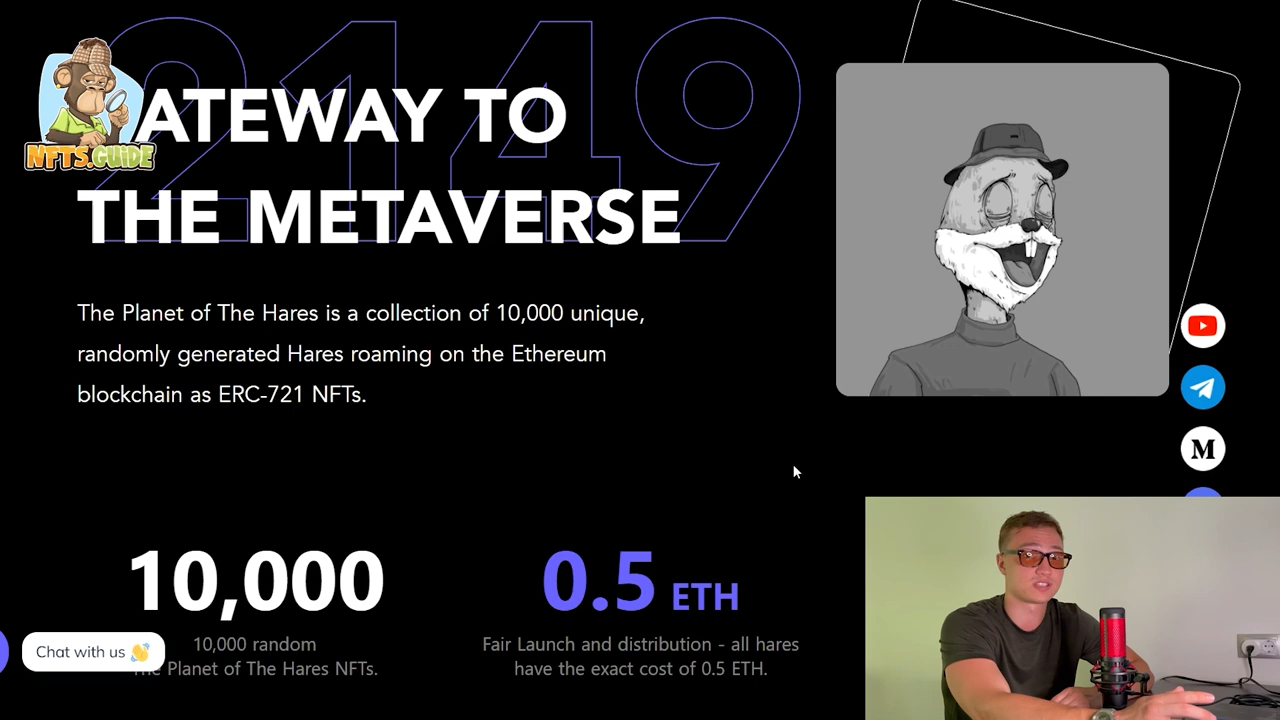 2149
ATEWAY TO
THE METAVERSE
NFTS.GUIDE
The Planet of The Hares is a collection of 10,000 unique,
randomly generated Hares roaming on the Ethereum
blockchain as ERC-721 NFTs.
M
10,000
10,000 random
The Planet of The Hares NFTs.
0.5 ETH
Fair Launch and distribution - all hares
have the exact cost of 0.5 ETH.
Chat with us 👋